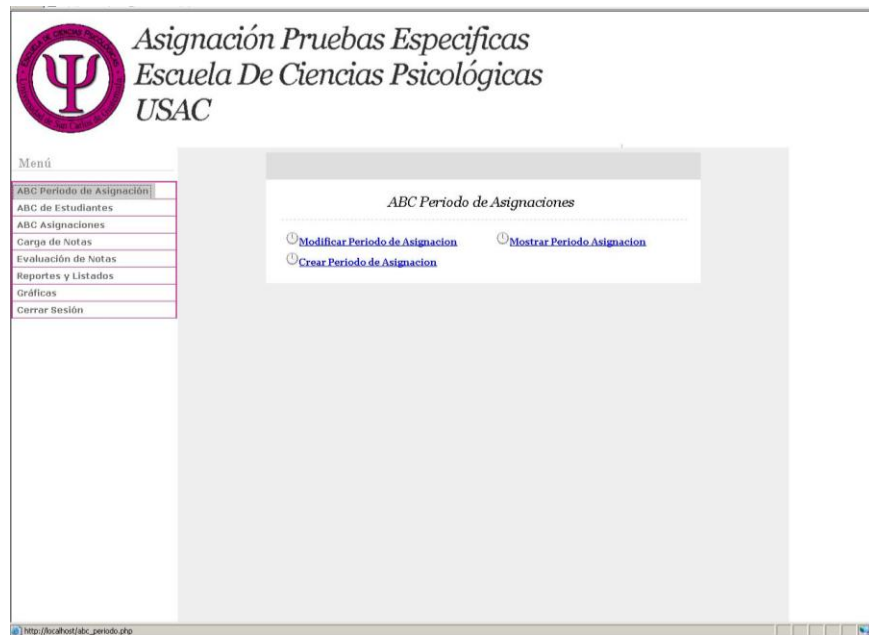 Asignación Pruebas Especificas
Escuela De Ciencias Psicológicas
USAC
Menú
ABC Periodo de Asignación
ABC de Estudiantes
ABC Asignaciones
Carga de Notas
Evaluación de Notas
Reportes y Listados
Gráficas
Cerrar Sesión
ABC Periodo de Asignaciones
Modificar Periodo de Asignacion
Mostrar Periodo Asignacion
Crear Periodo de Asignacion
http://localhost/abc_periodo.php